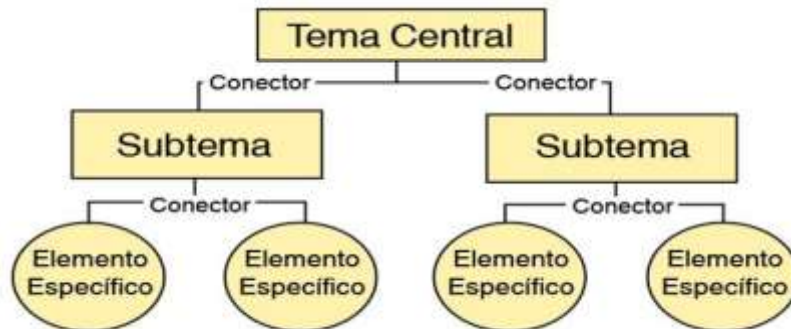 Tema Central
Conector Conector
Subtema Subtema
Conector Conector
Elemento Elemento Elemento Elemento
Específico Específico Específico Específico